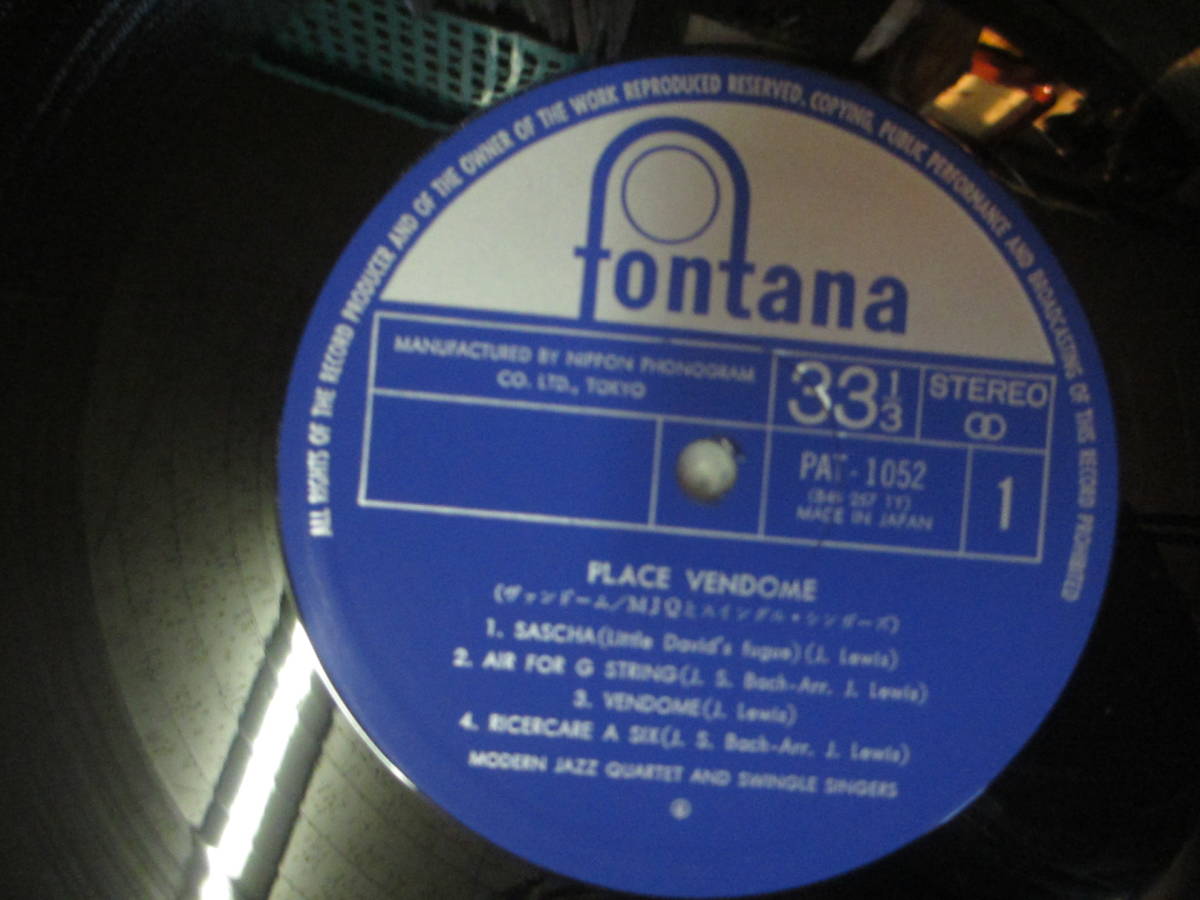 ALL RIGHTS OF THE RECORD PRODUCER AND OF THE OWNER OF THE WORK REPRODUCED RESERVED. COPYING, PUBLIC PERFORMANCE AND BROADCASTING OF THIS RECORD PROHIBITED
fontana
MANUFACTURED BY NIPPON PHONOGRAM
CO. LTD., TOKYO
33 1/3
STEREO
PAT-1052
MADE IN JAPAN
1
PLACE VENDOME
(ヴァンドーム/MJQとスイングル・シンガーズ)
1. SASCHA(Little David's fugue)(J. Lewis)
2. AIR FOR G STRING(J. S. Bach-Arr. J. Lewis)
3. VENDOME(J. Lewis)
4. RICERCARE A SIX(J. S. Bach-Arr. J. Lewis)
MODERN JAZZ QUARTET AND SWINGLE SINGERS